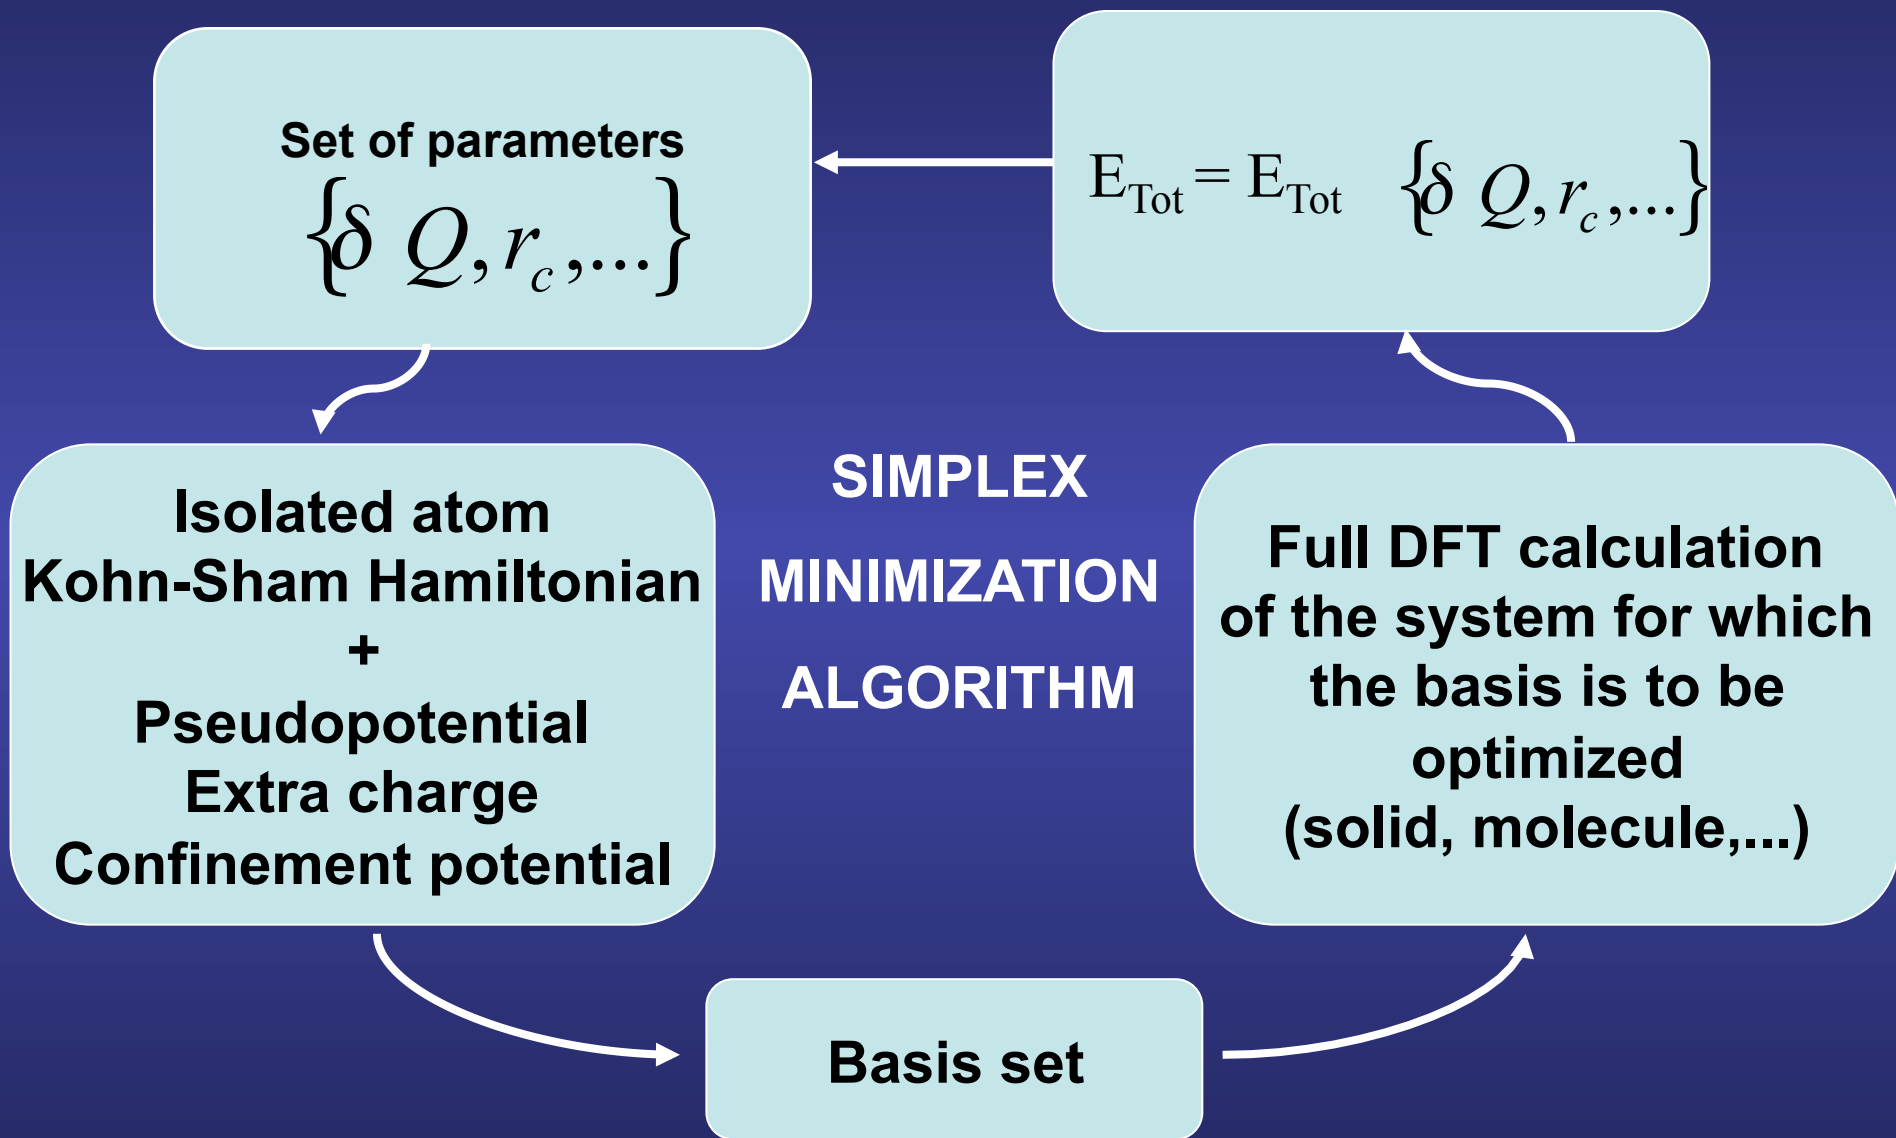 Set of parameters
{δ Q, r_c,...}
E_Tot = E_Tot {δ Q, r_c,...}
Isolated atom
Kohn-Sham Hamiltonian
+
Pseudopotential
Extra charge
Confinement potential
SIMPLEX
MINIMIZATION
ALGORITHM
Full DFT calculation
of the system for which
the basis is to be
optimized
(solid, molecule,...)
Basis set